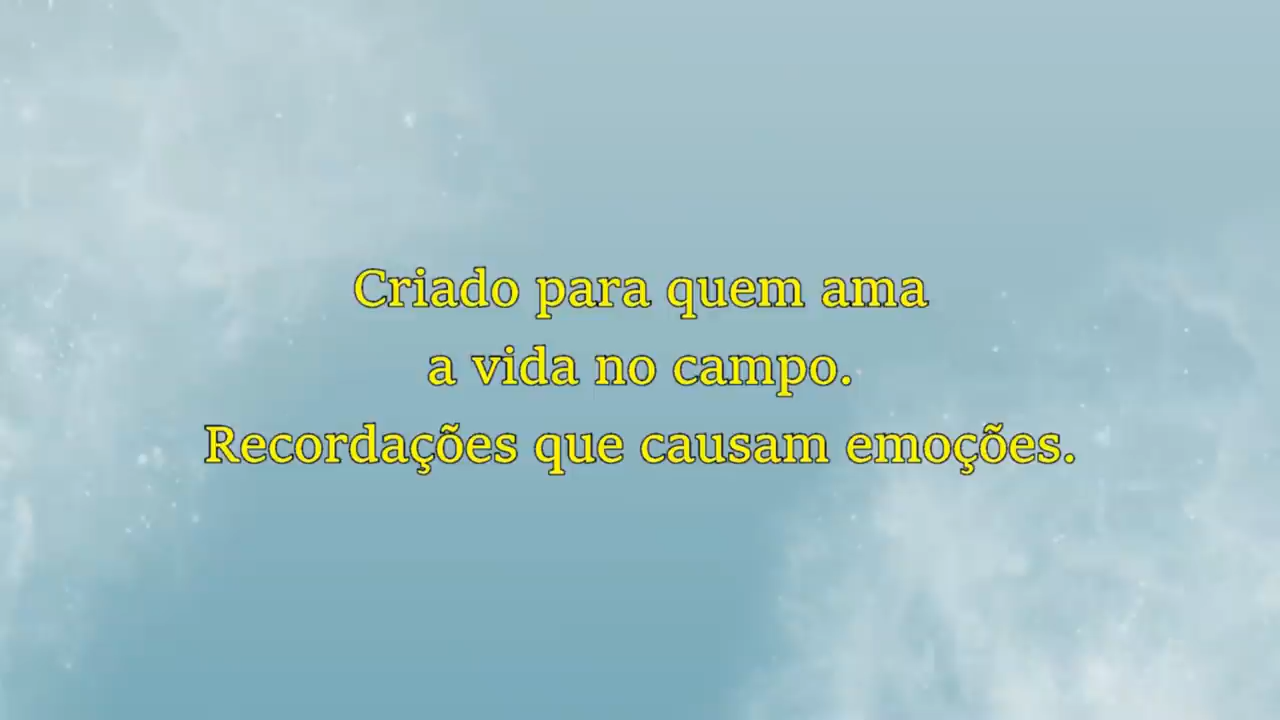 Criado para quem ama
a vida no campo.
Recordações que causam emoções.